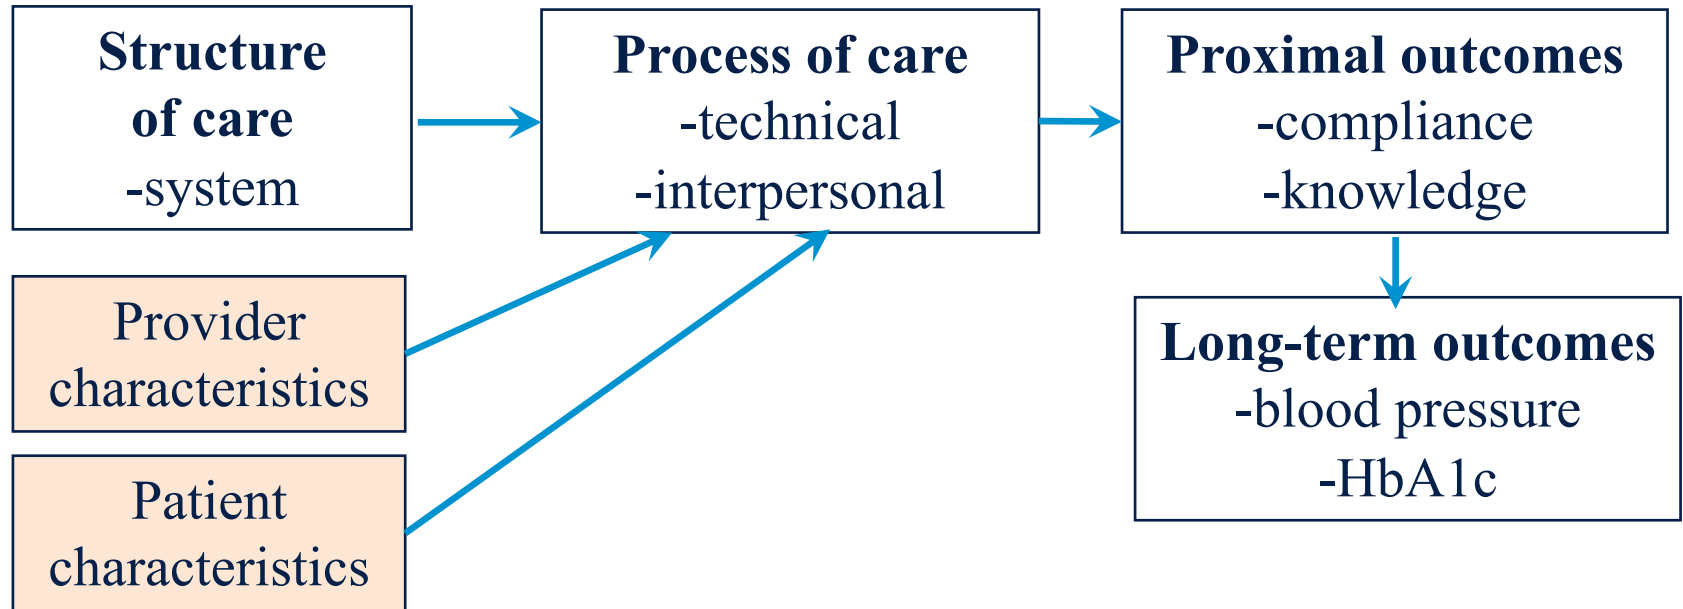 Structure
of care
-system
Process of care
-technical
-interpersonal
Proximal outcomes
-compliance
-knowledge
Provider
characteristics
Patient
characteristics
Long-term outcomes
-blood pressure
-HbA1c